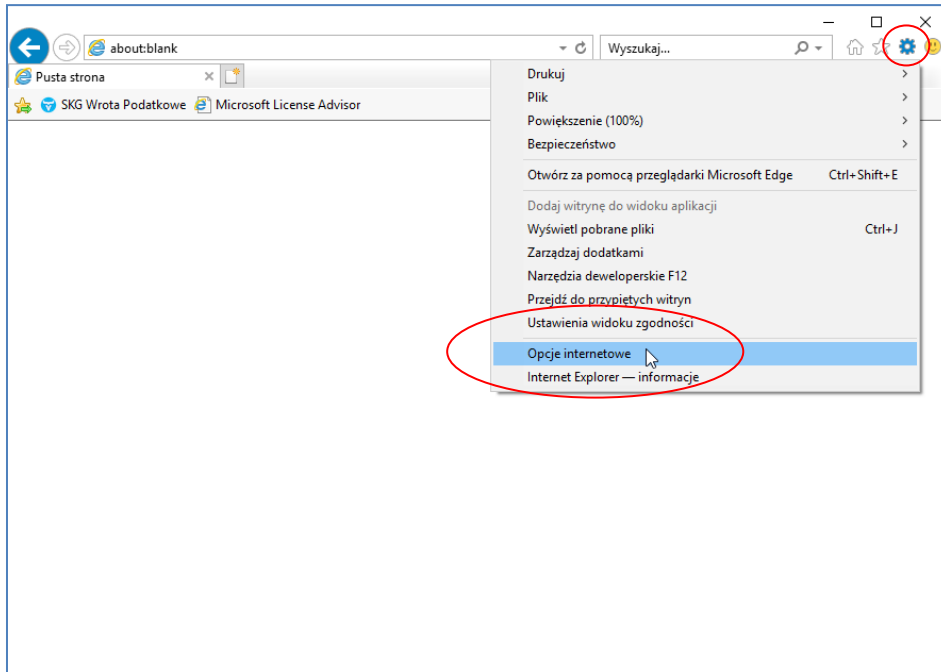 about:blank
Wyszukaj...
Pusta strona
SKG Wrota Podatkowe
Microsoft License Advisor
Drukuj
Plik
Powiększenie (100%)
Bezpieczeństwo
Otwórz za pomocą przeglądarki Microsoft Edge Ctrl+Shift+E
Dodaj witrynę do widoku aplikacji
Wyświetl pobrane pliki Ctrl+J
Zarządzaj dodatkami
Narzędzia deweloperskie F12
Przejdź do przypiętych witryn
Ustawienia widoku zgodności
Opcje internetowe
Internet Explorer — informacje